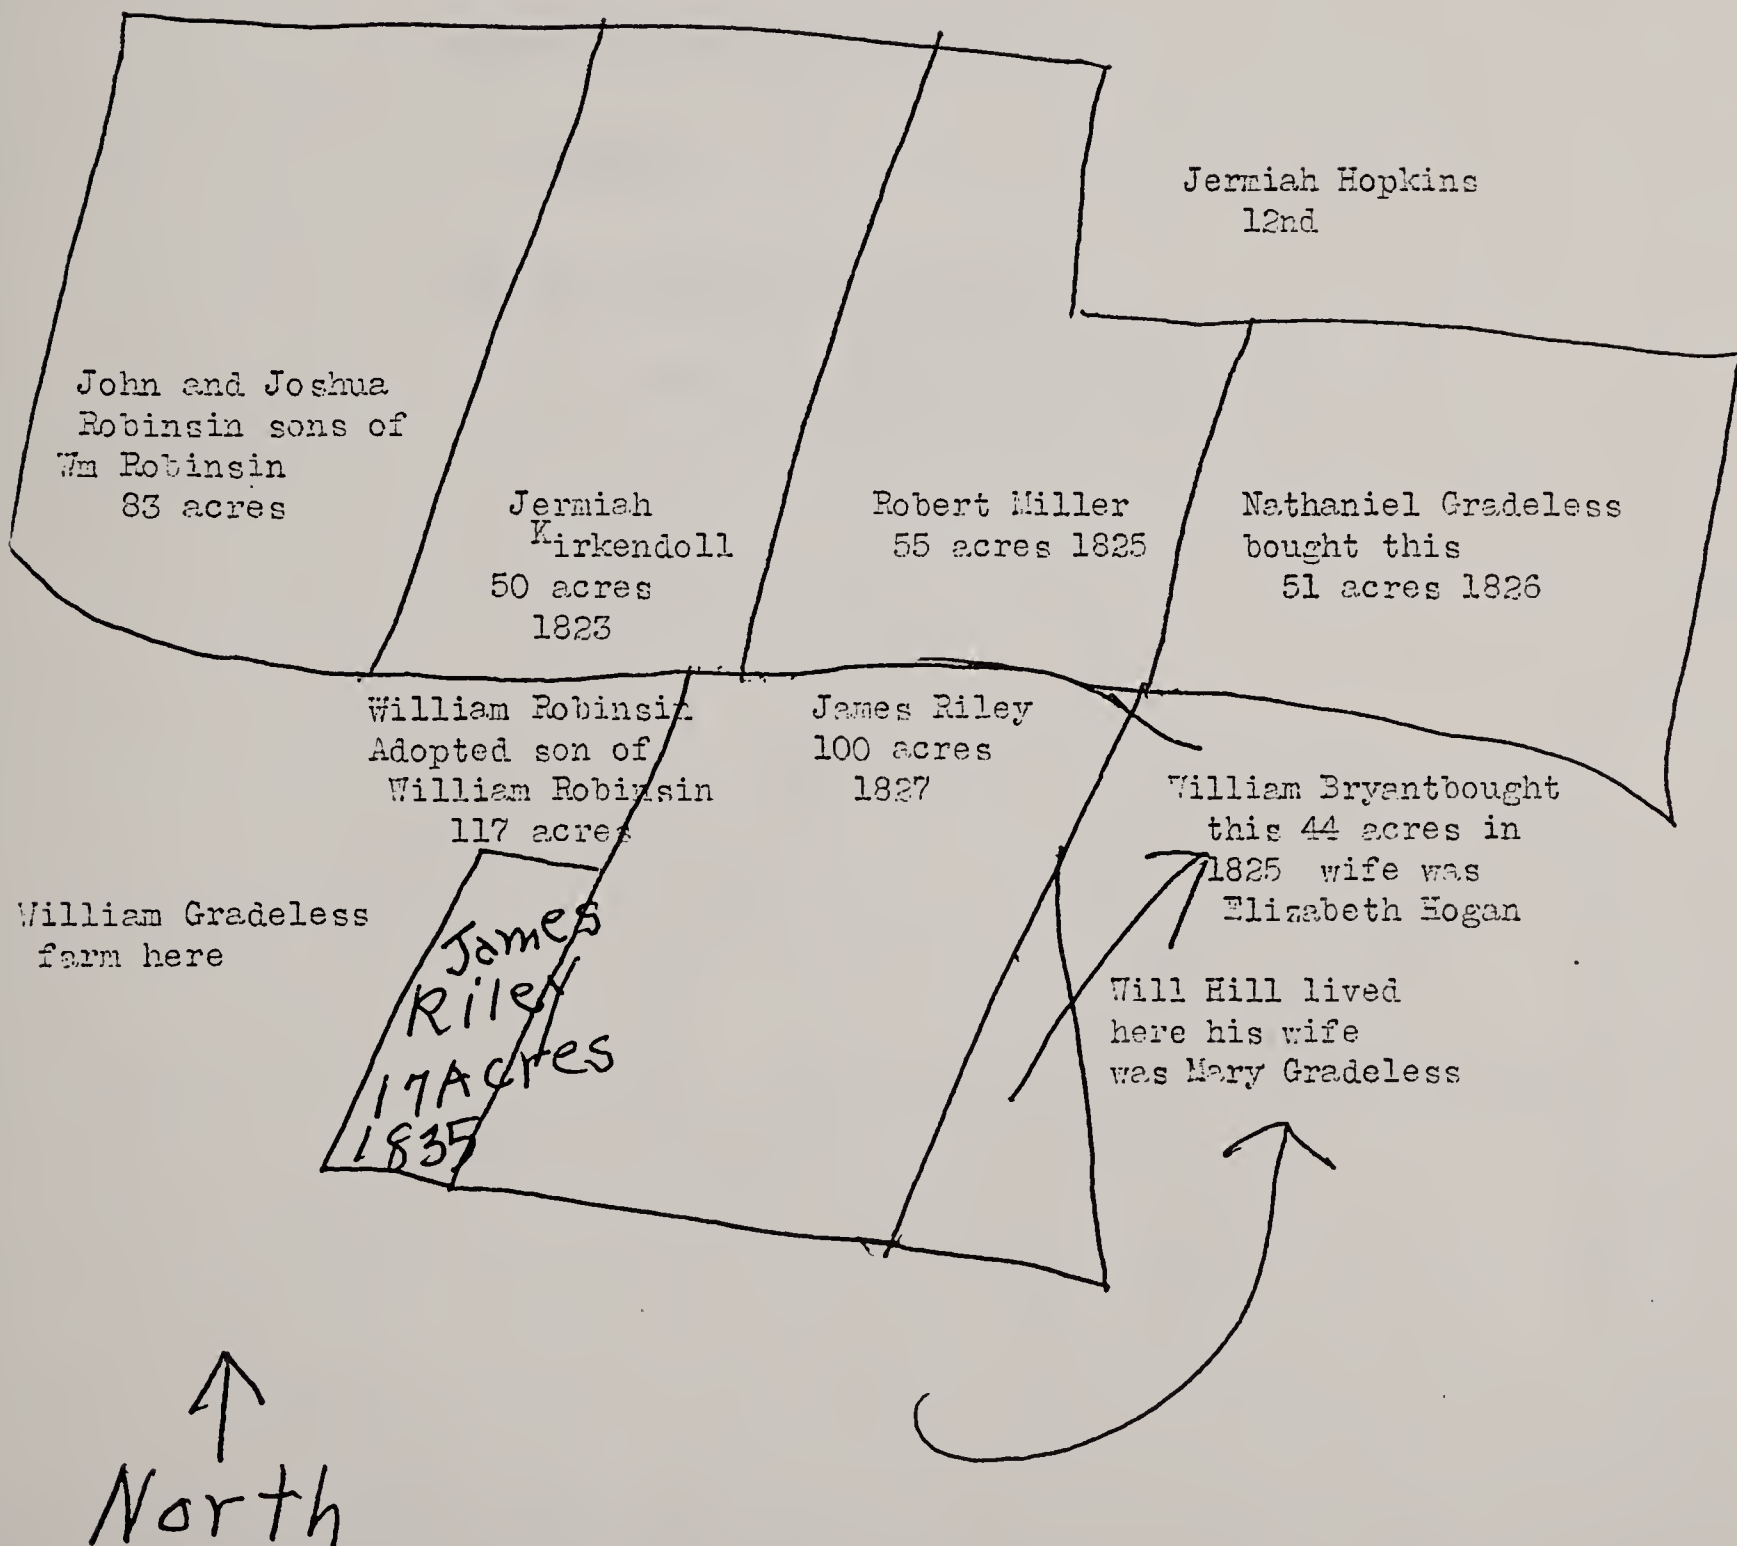 Jermiah Hopkins
12nd
John and Joshua
Robinsin sons of
Wm Robinsin
83 acres
Jermiah
Kirkendoll
50 acres
1823
Robert Miller
55 acres 1825
Nathaniel Gradeless
bought this
51 acres 1826
William Robinsin
Adopted son of
William Robinsin
117 acres
James Riley
100 acres
1827
William Bryantbought
this 44 acres in
1825 wife was
Elizabeth Hogan
William Gradeless
farm here
James
Riley
17 Acres
1835
Will Hill lived
here his wife
was Mary Gradeless
North